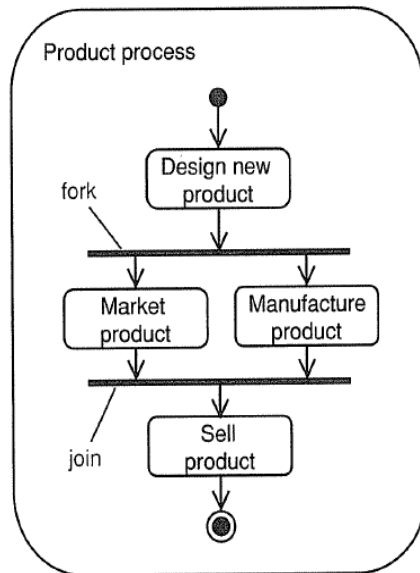 Product process
Design new
product
fork
Market
product
Manufacture
product
join
Sell
product